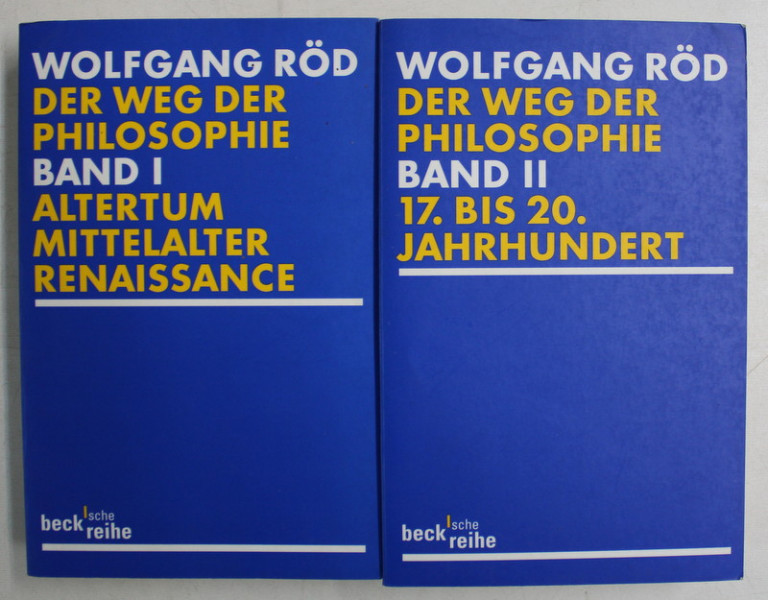 WOLFGANG RÖD
DER WEG DER
PHILOSOPHIE
BAND I
ALTERTUM
MITTELALTER
RENAISSANCE
beck'sche
reihe
WOLFGANG RÖD
DER WEG DER
PHILOSOPHIE
BAND II
17. BIS 20.
JAHRHUNDERT
beck'sche
reihe